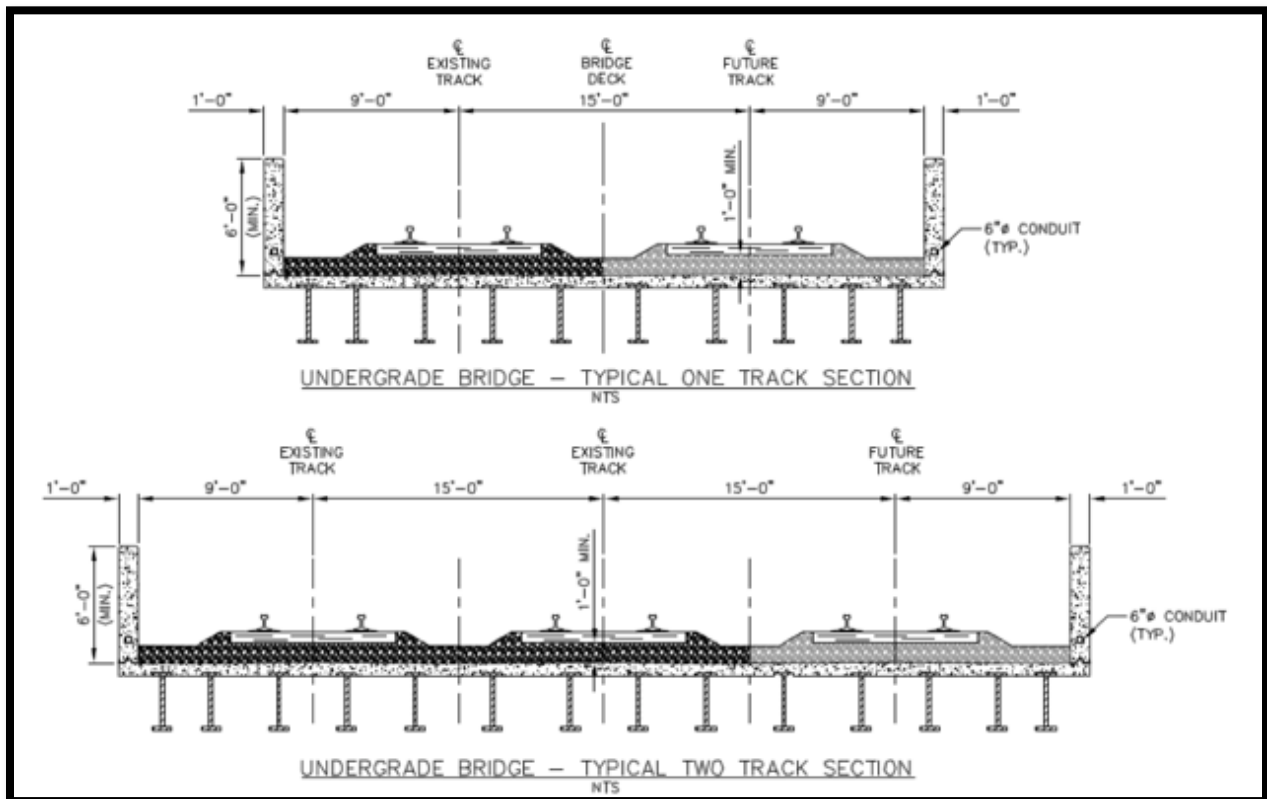 ℄ EXISTING TRACK
℄ BRIDGE DECK
℄ FUTURE TRACK
1'-0" 9'-0" 15'-0" 9'-0" 1'-0"
6'-0" (MIN.)
1'-0" MIN.
6"ø CONDUIT
(TYP.)
UNDERGRADE BRIDGE – TYPICAL ONE TRACK SECTION
NTS
℄ EXISTING TRACK
℄ EXISTING TRACK
℄ FUTURE TRACK
1'-0" 9'-0" 15'-0" 15'-0" 9'-0" 1'-0"
6'-0" (MIN.)
1'-0" MIN.
6"ø CONDUIT
(TYP.)
UNDERGRADE BRIDGE – TYPICAL TWO TRACK SECTION
NTS